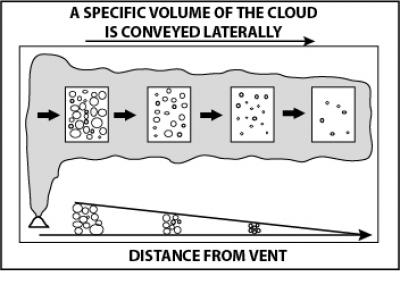 A SPECIFIC VOLUME OF THE CLOUD
IS CONVEYED LATERALLY
DISTANCE FROM VENT